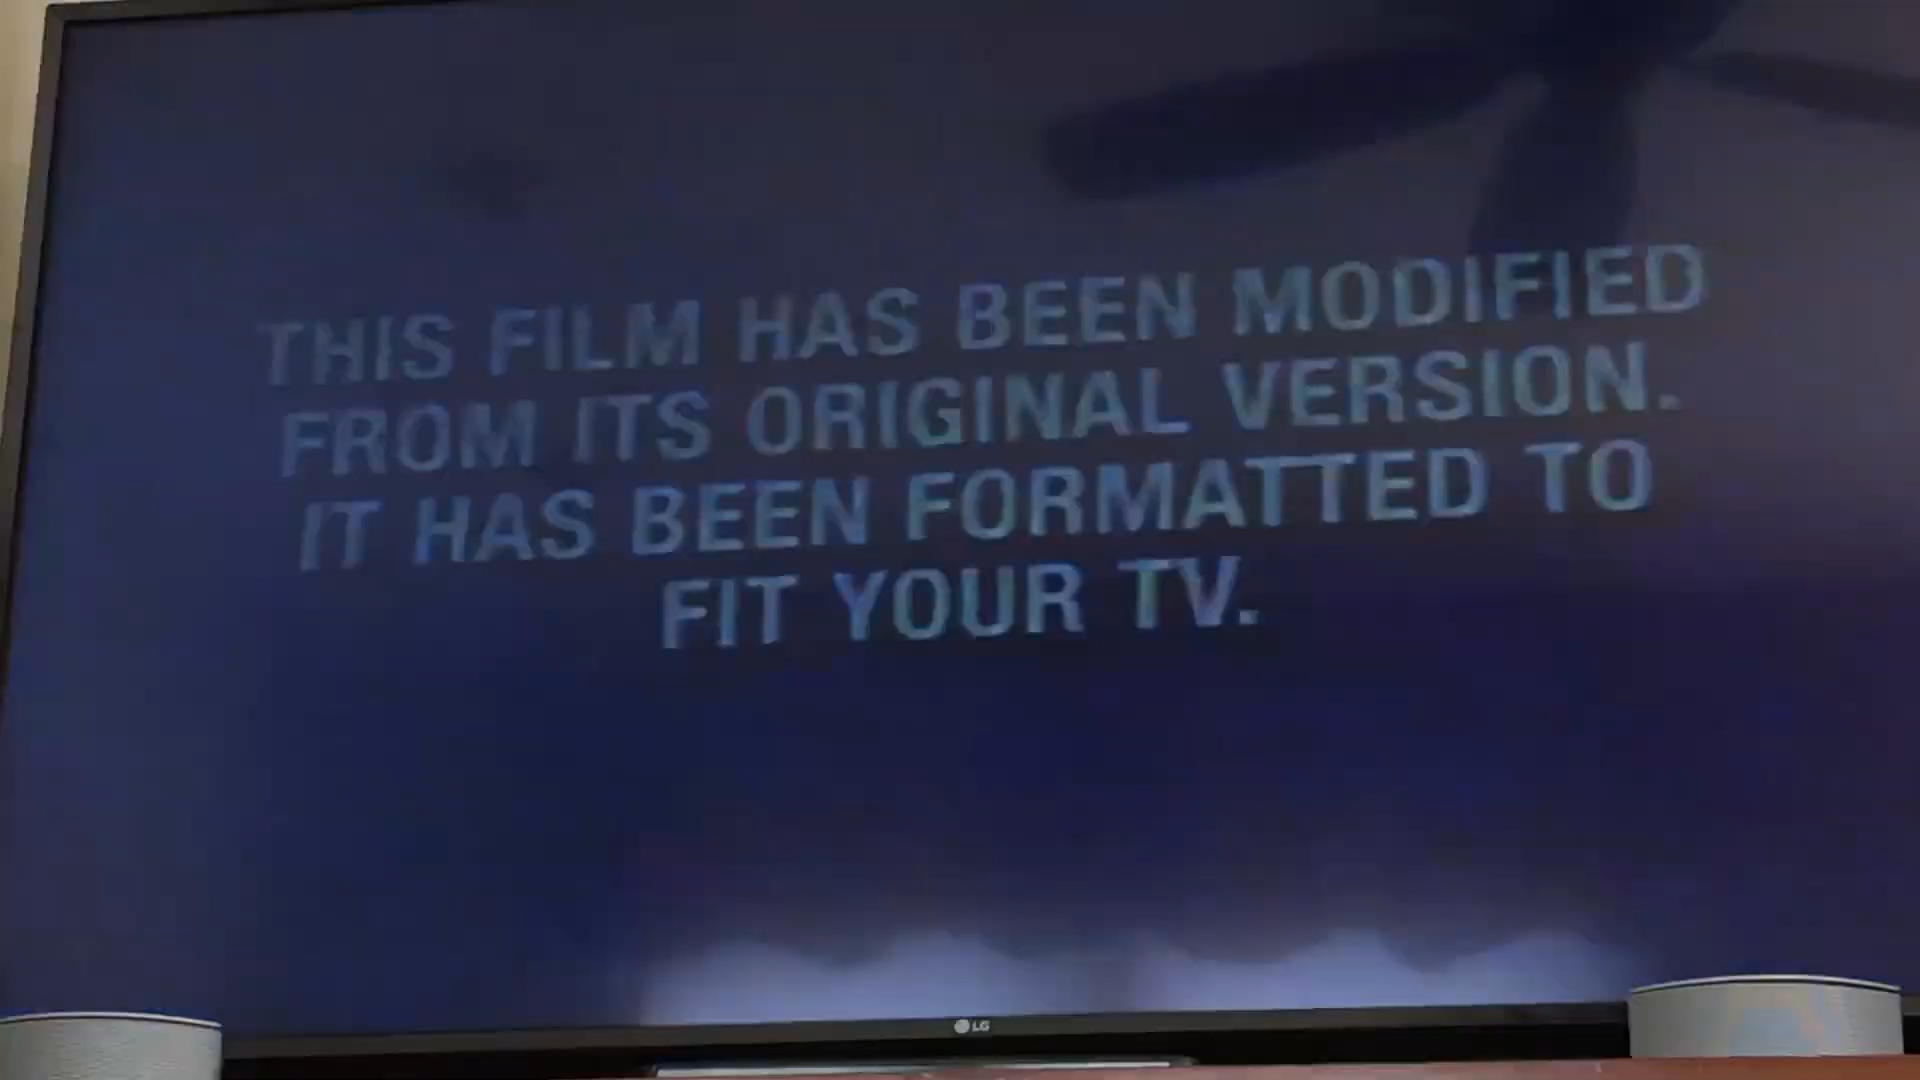 THIS FILM HAS BEEN MODIFIED
FROM ITS ORIGINAL VERSION.
IT HAS BEEN FORMATTED TO
FIT YOUR TV.
LG